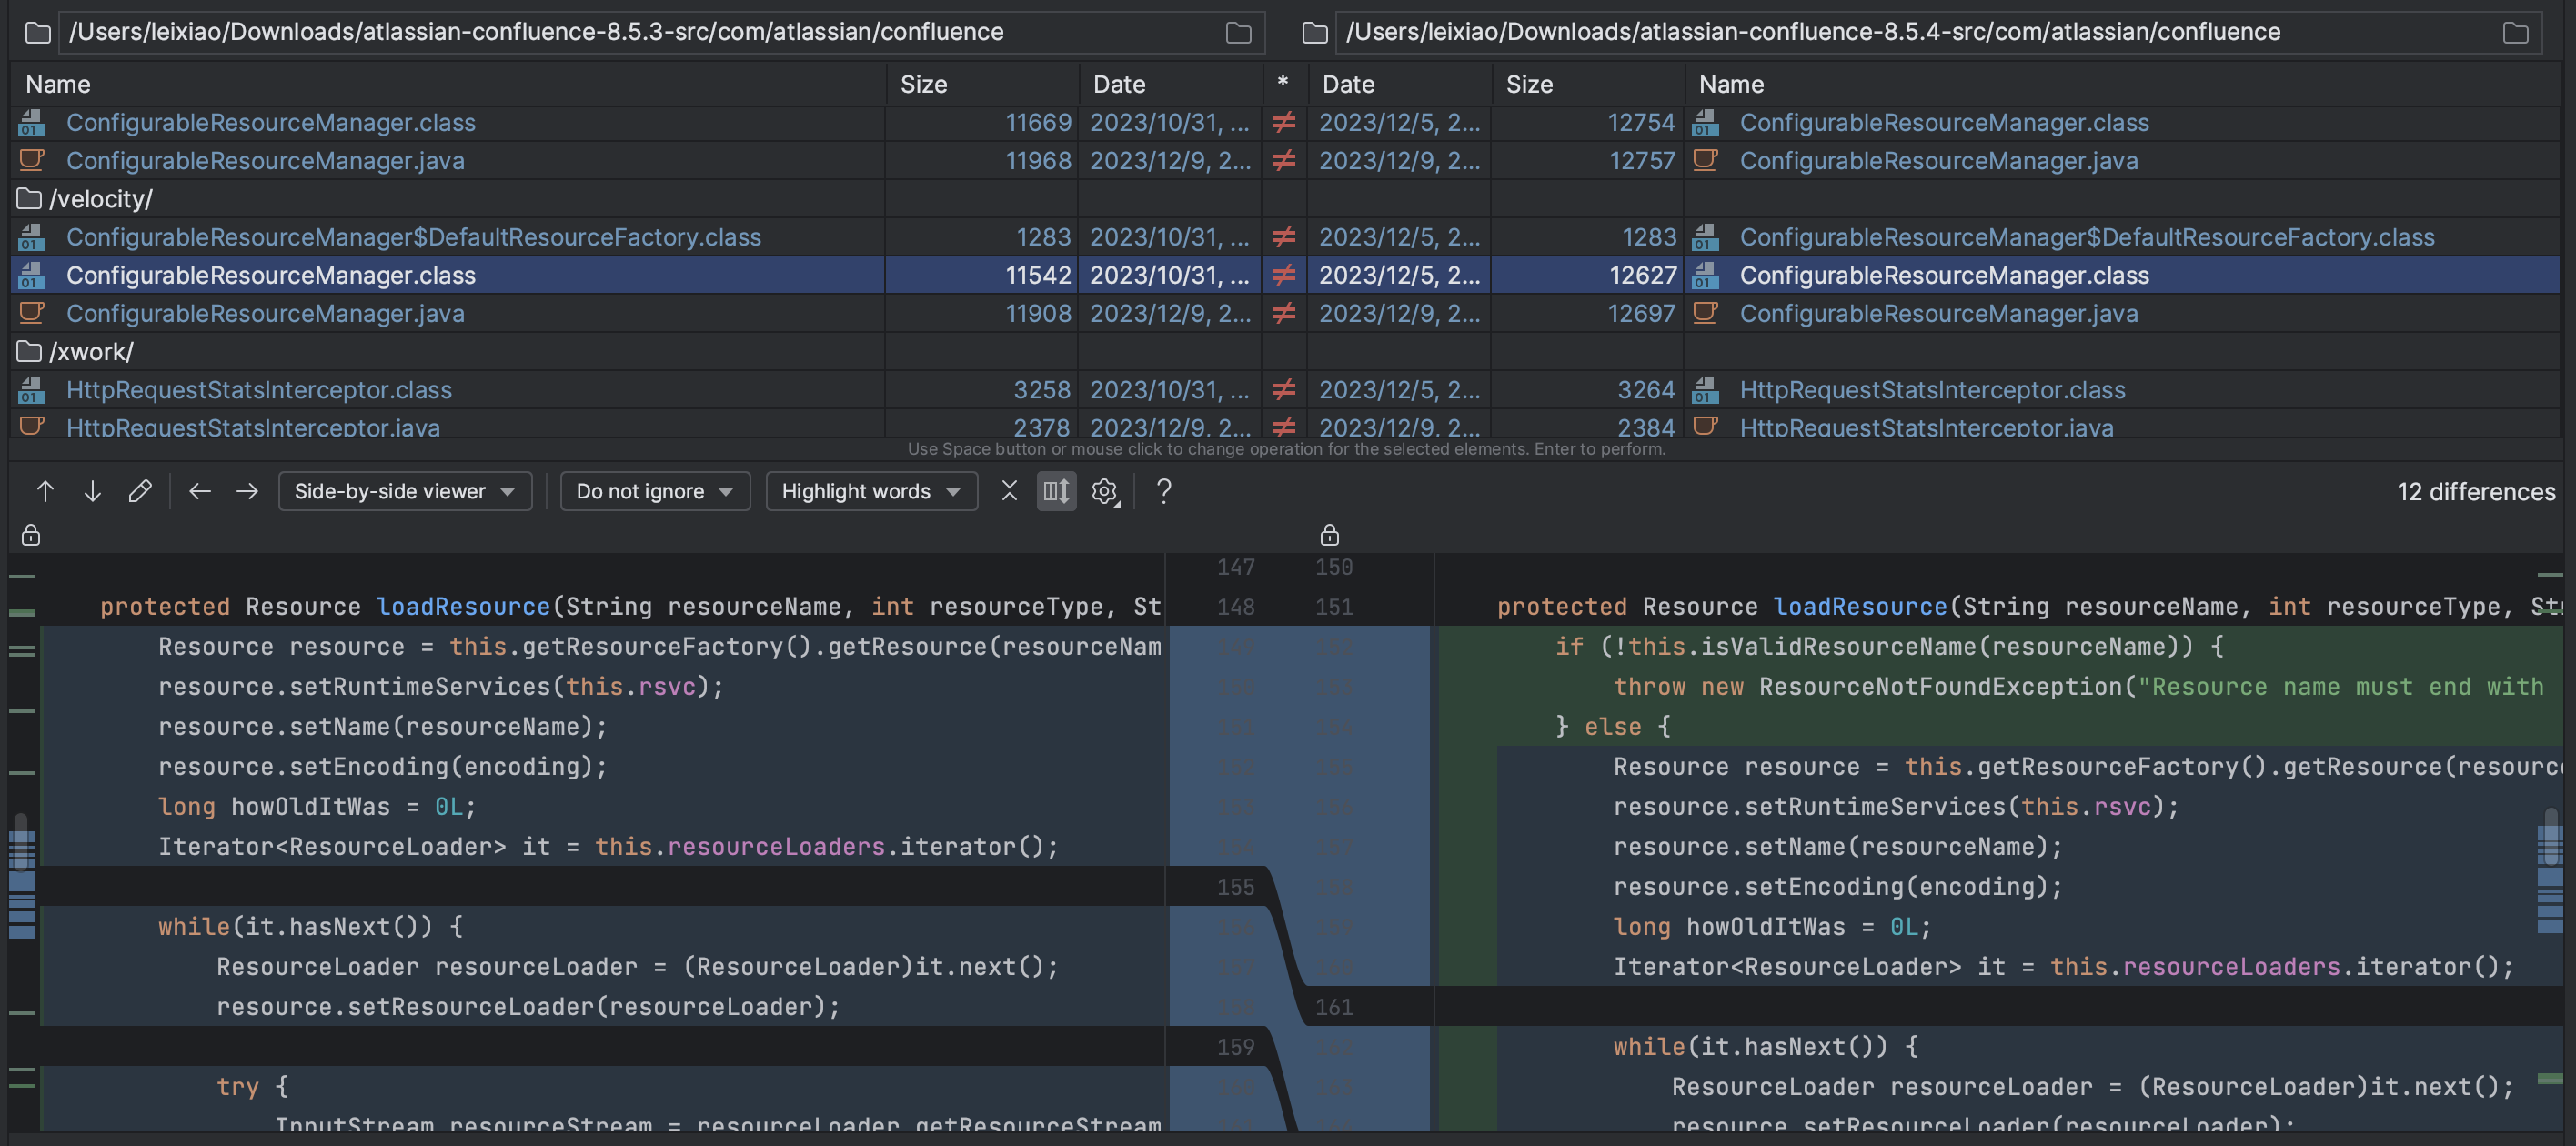 /Users/leixiao/Downloads/atlassian-confluence-8.5.3-src/com/atlassian/confluence /Users/leixiao/Downloads/atlassian-confluence-8.5.4-src/com/atlassian/confluence
Name Size Date * Date Size Name
ConfigurableResourceManager.class 11669 2023/10/31, ... ≠ 2023/12/5, 2... 12754 ConfigurableResourceManager.class
ConfigurableResourceManager.java 11968 2023/12/9, 2... ≠ 2023/12/9, 2... 12757 ConfigurableResourceManager.java
/velocity/
ConfigurableResourceManager$DefaultResourceFactory.class 1283 2023/10/31, ... ≠ 2023/12/5, 2... 1283 ConfigurableResourceManager$DefaultResourceFactory.class
ConfigurableResourceManager.class 11542 2023/10/31, ... ≠ 2023/12/5, 2... 12627 ConfigurableResourceManager.class
ConfigurableResourceManager.java 11908 2023/12/9, 2... ≠ 2023/12/9, 2... 12697 ConfigurableResourceManager.java
/xwork/
HttpRequestStatsInterceptor.class 3258 2023/10/31, ... ≠ 2023/12/5, 2... 3264 HttpRequestStatsInterceptor.class
HttpRequestStatsInterceptor.java 2378 2023/12/9, 2... ≠ 2023/12/9, 2... 2384 HttpRequestStatsInterceptor.java
Use Space button or mouse click to change operation for the selected elements. Enter to perform.
Side-by-side viewer Do not ignore Highlight words ? 12 differences
147 150
protected Resource loadResource(String resourceName, int resourceType, St 148 151 protected Resource loadResource(String resourceName, int resourceType, Str
Resource resource = this.getResourceFactory().getResource(resourceNam if (!this.isValidResourceName(resourceName)) {
resource.setRuntimeServices(this.rsvc); throw new ResourceNotFoundException("Resource name must end with
resource.setName(resourceName); } else {
resource.setEncoding(encoding); Resource resource = this.getResourceFactory().getResource(resourc
long howOldItWas = 0L; resource.setRuntimeServices(this.rsvc);
Iterator<ResourceLoader> it = this.resourceLoaders.iterator(); resource.setName(resourceName);
155 resource.setEncoding(encoding);
while(it.hasNext()) { long howOldItWas = 0L;
ResourceLoader resourceLoader = (ResourceLoader)it.next(); Iterator<ResourceLoader> it = this.resourceLoaders.iterator();
resource.setResourceLoader(resourceLoader); 161
159 while(it.hasNext()) {
try { ResourceLoader resourceLoader = (ResourceLoader)it.next();
InputStream resourceStream = resourceLoader.getResourceStream resource.setResourceLoader(resourceLoader);